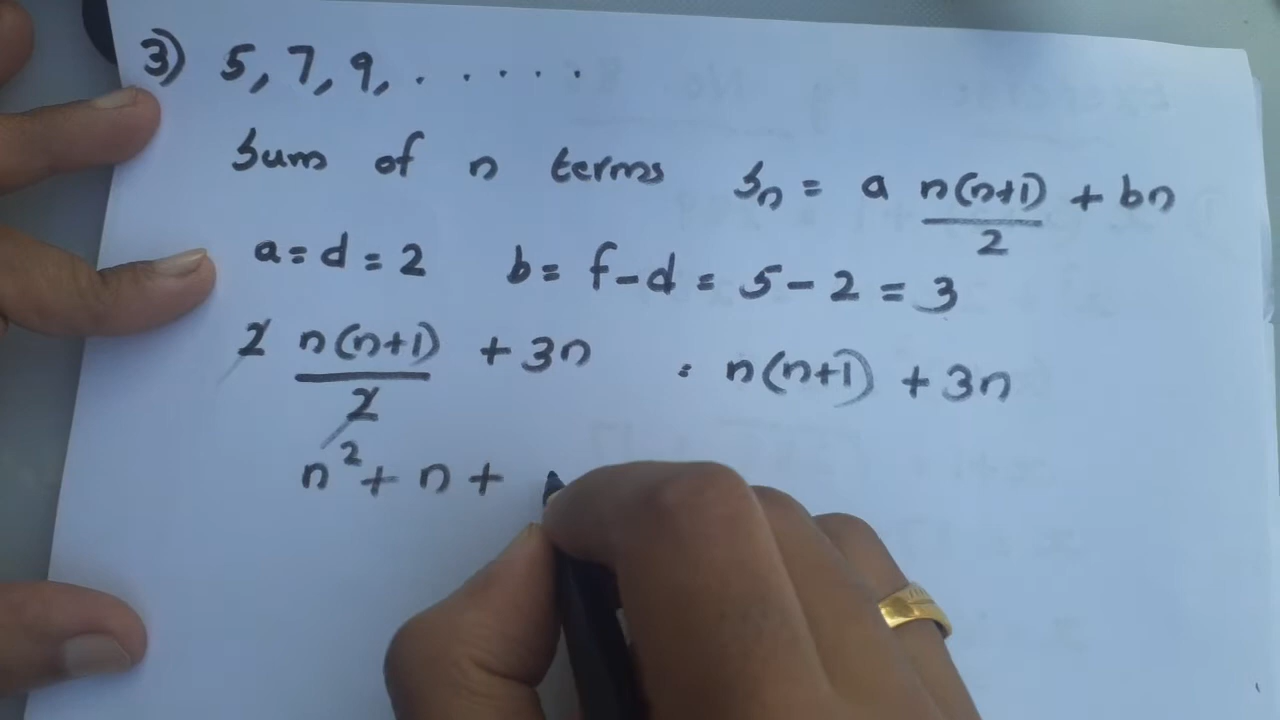 3) 5, 7, 9, . . . . .
Sum of n terms Sn = a n(n+1)/2 + bn
a = d = 2 b = f - d = 5 - 2 = 3
2 n(n+1)/2 + 3n = n(n+1) + 3n
n² + n +